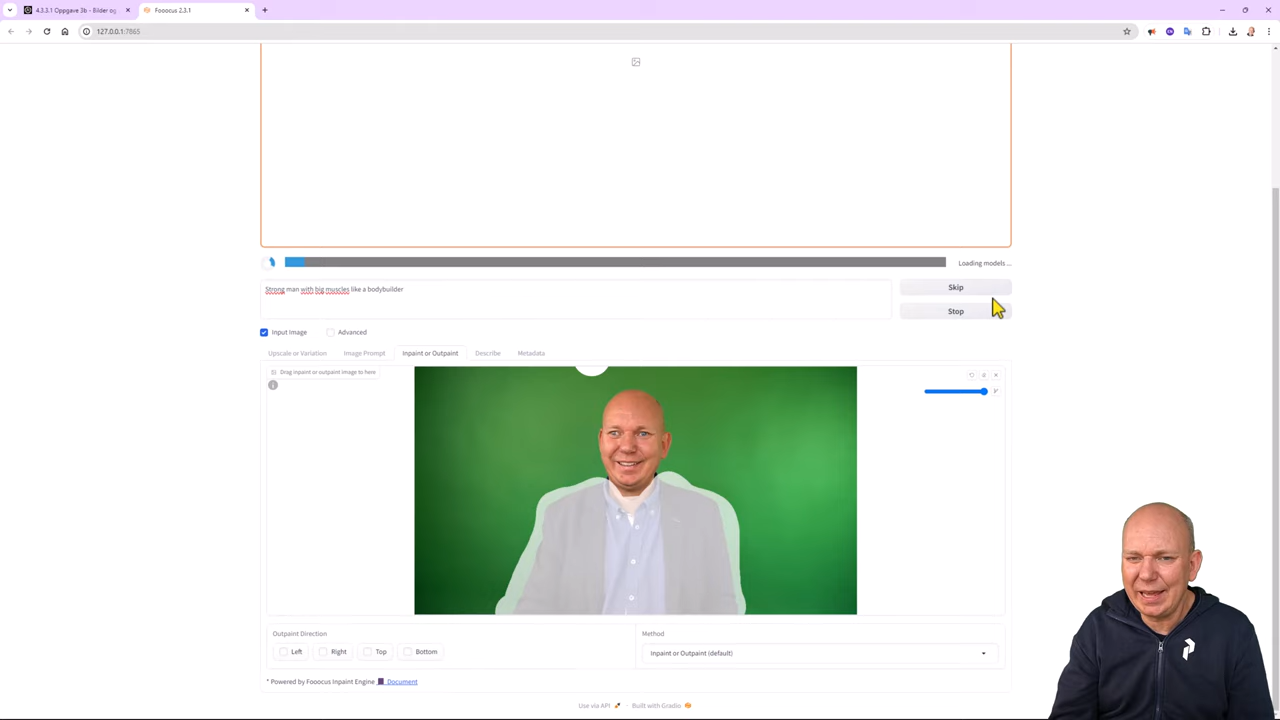 4.3.3.1 Oppgave 3b - Bilder og
Fooocus 2.3.1
127.0.0.1:7865
Loading models ...
Strong man with big muscles like a bodybuilder
Skip
Stop
Input Image
Advanced
Upscale or Variation
Image Prompt
Inpaint or Outpaint
Describe
Metadata
Drag inpaint or outpaint image to here
Outpaint Direction
Left
Right
Top
Bottom
Method
Inpaint or Outpaint (default)
* Powered by Fooocus Inpaint Engine Document
Use via API
Built with Gradio